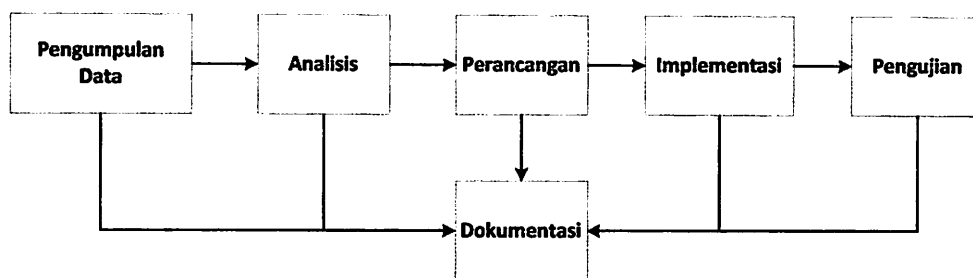 Pengumpulan
Data
Analisis
Perancangan
Implementasi
Pengujian
Dokumentasi